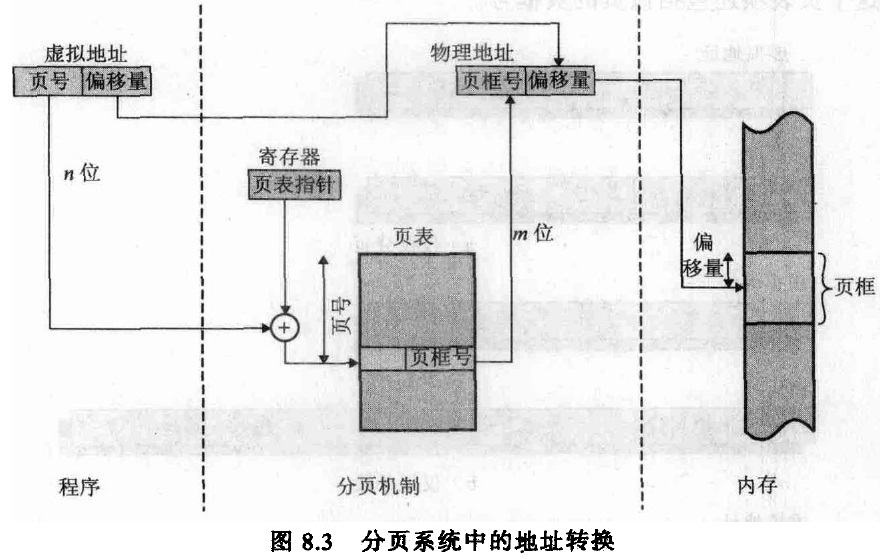 虚拟地址
页号 偏移量
物理地址
页框号 偏移量
n 位
寄存器
页表指针
页表
m 位
页号
页框号
偏
移量
页框
程序
分页机制
内存
图 8.3 分页系统中的地址转换